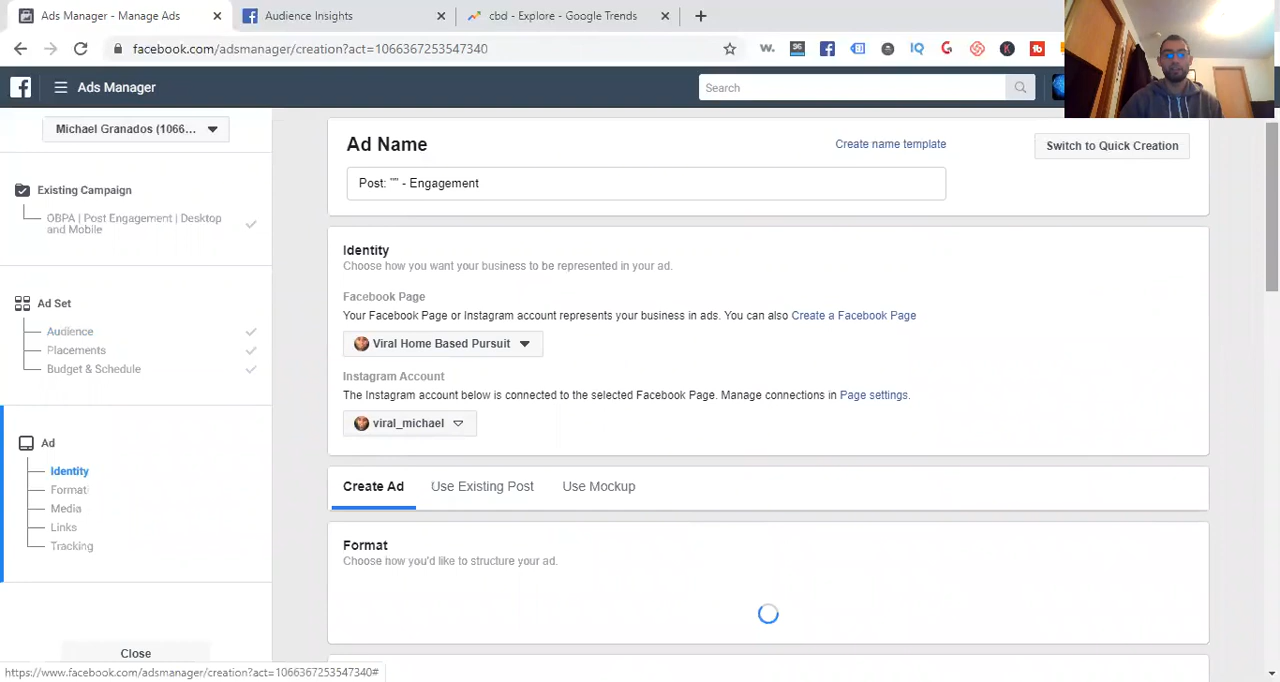 Ads Manager - Manage Ads
Audience Insights
cbd - Explore - Google Trends
facebook.com/adsmanager/creation?act=1066367253547340
Ads Manager
Search
Michael Granados (1066...
Ad Name
Create name template
Switch to Quick Creation
Post: "" - Engagement
Existing Campaign
OBPA | Post Engagement | Desktop
and Mobile
Identity
Choose how you want your business to be represented in your ad.
Facebook Page
Your Facebook Page or Instagram account represents your business in ads. You can also Create a Facebook Page
Viral Home Based Pursuit
Instagram Account
The Instagram account below is connected to the selected Facebook Page. Manage connections in Page settings.
viral_michael
Ad Set
Audience
Placements
Budget & Schedule
Ad
Identity
Format
Media
Links
Tracking
Create Ad
Use Existing Post
Use Mockup
Format
Choose how you'd like to structure your ad.
Close
https://www.facebook.com/adsmanager/creation?act=1066367253547340#